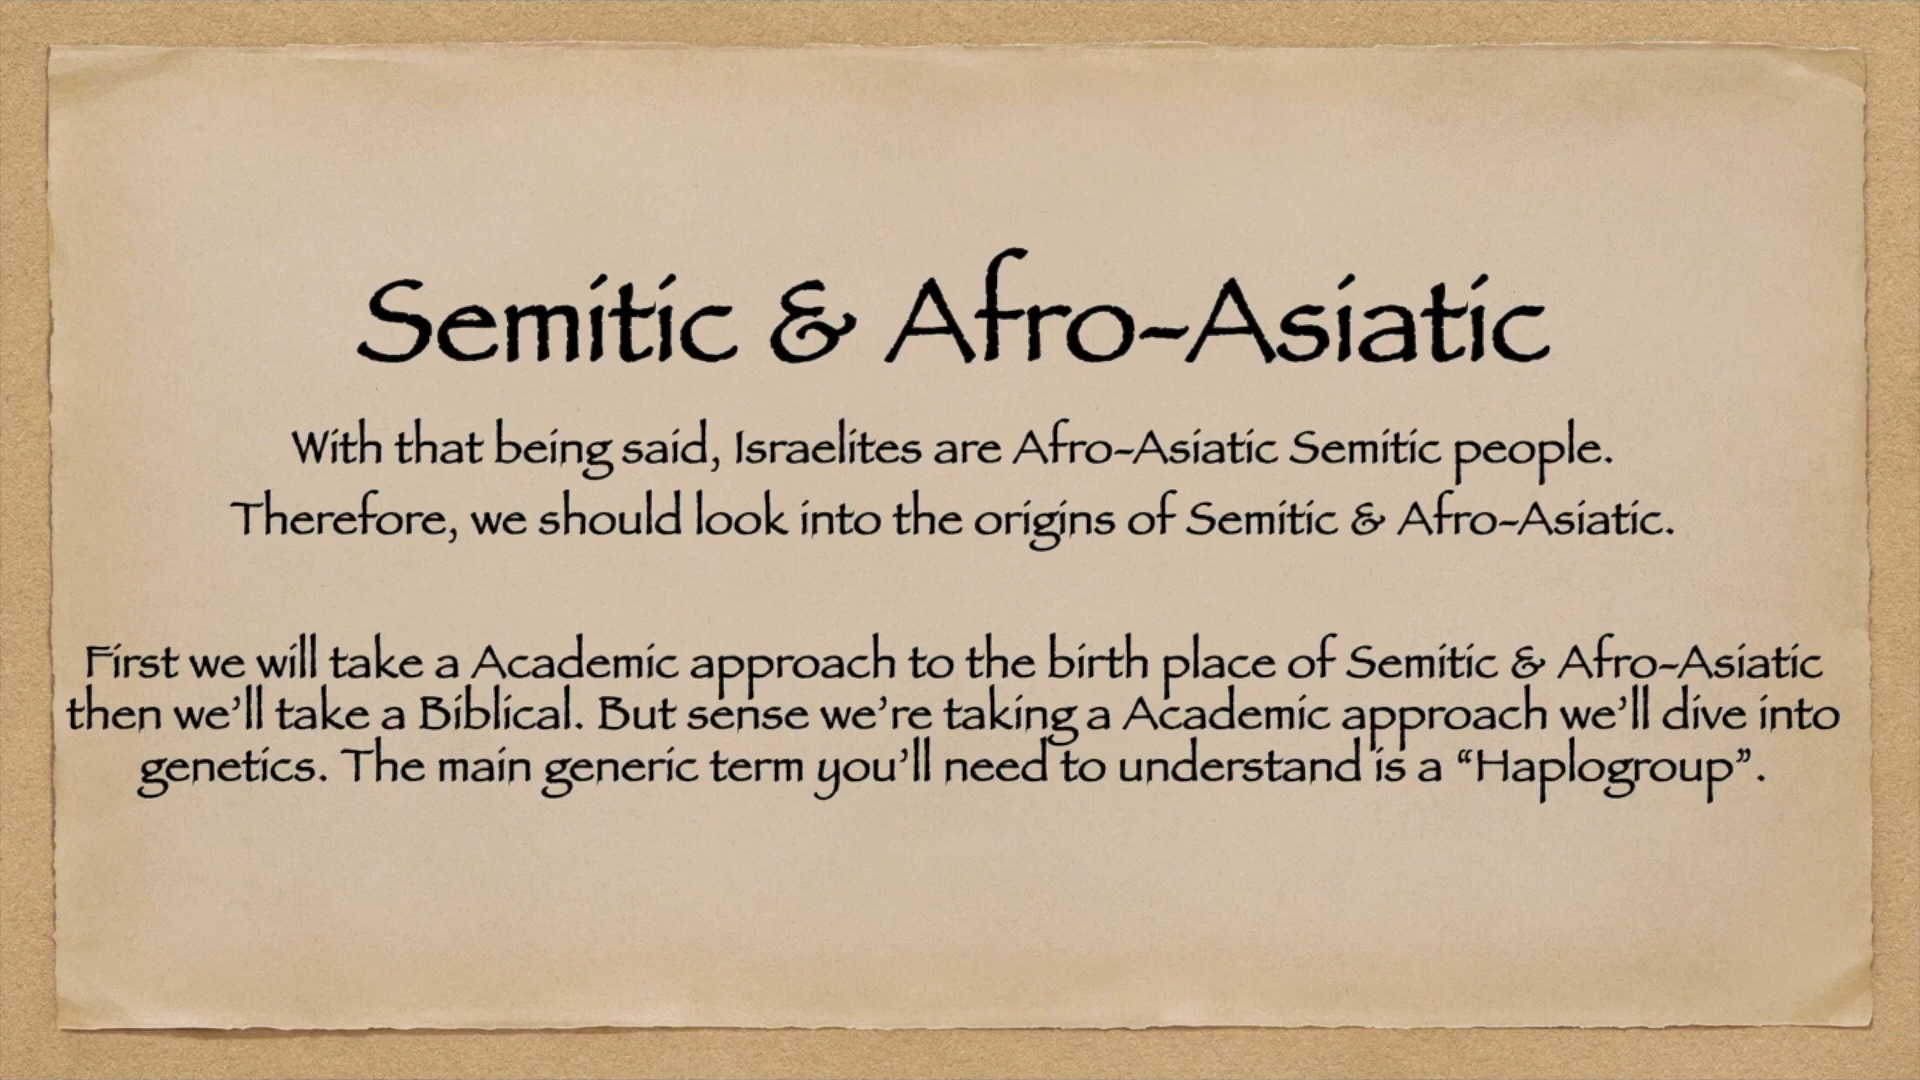 Semitic & Afro-Asiatic
With that being said, Israelites are Afro-Asiatic Semitic people.
Therefore, we should look into the origins of Semitic & Afro-Asiatic.
First we will take a Academic approach to the birth place of Semitic & Afro-Asiatic
then we'll take a Biblical. But sense we're taking a Academic approach we'll dive into
genetics. The main generic term you'll need to understand is a “Haplogroup”.